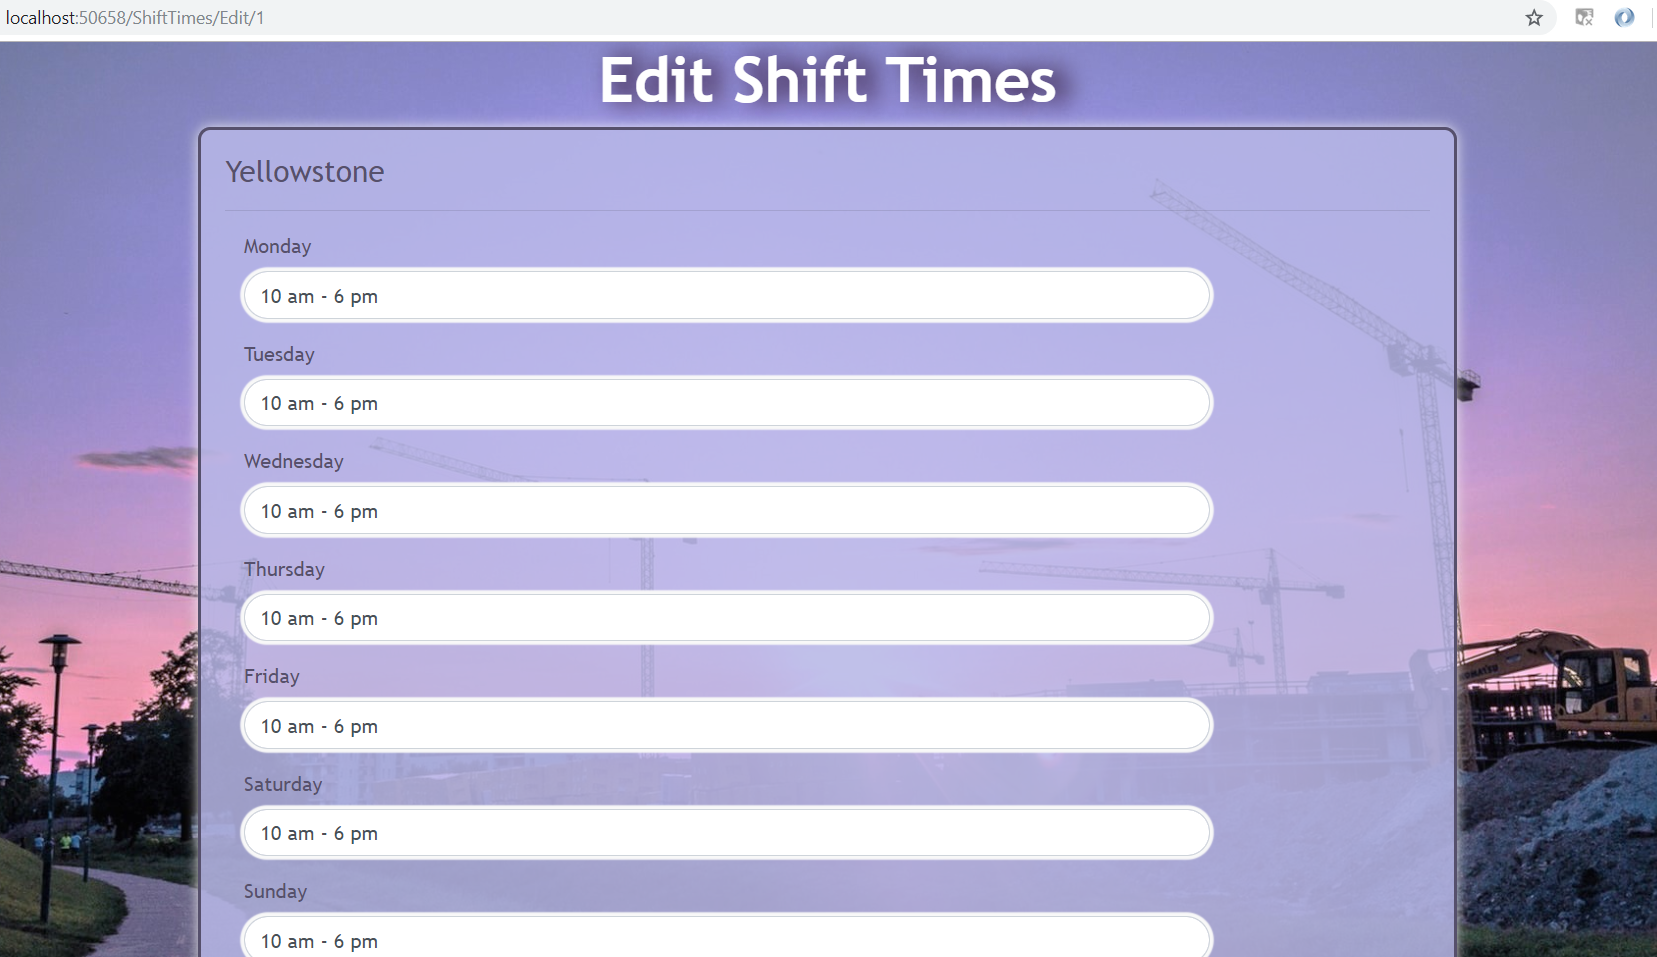 localhost:50658/ShiftTimes/Edit/1
Edit Shift Times
Yellowstone
Monday
10 am - 6 pm
Tuesday
10 am - 6 pm
Wednesday
10 am - 6 pm
Thursday
10 am - 6 pm
Friday
10 am - 6 pm
KOMATSU
Saturday
10 am - 6 pm
Sunday
10 am - 6 pm